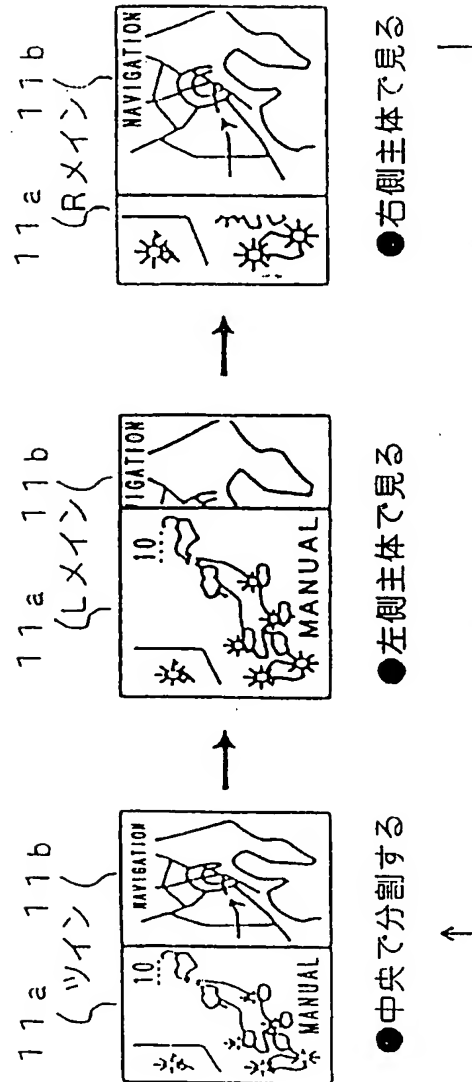 11a 11b
ツイン
10
NAVIGATION
MANUAL
●中央で分割する
11a 11b
Lメイン
10
IGATION
MANUAL
●左側主体で見る
11a 11b
Rメイン
NAVIGATION
●右側主体で見る